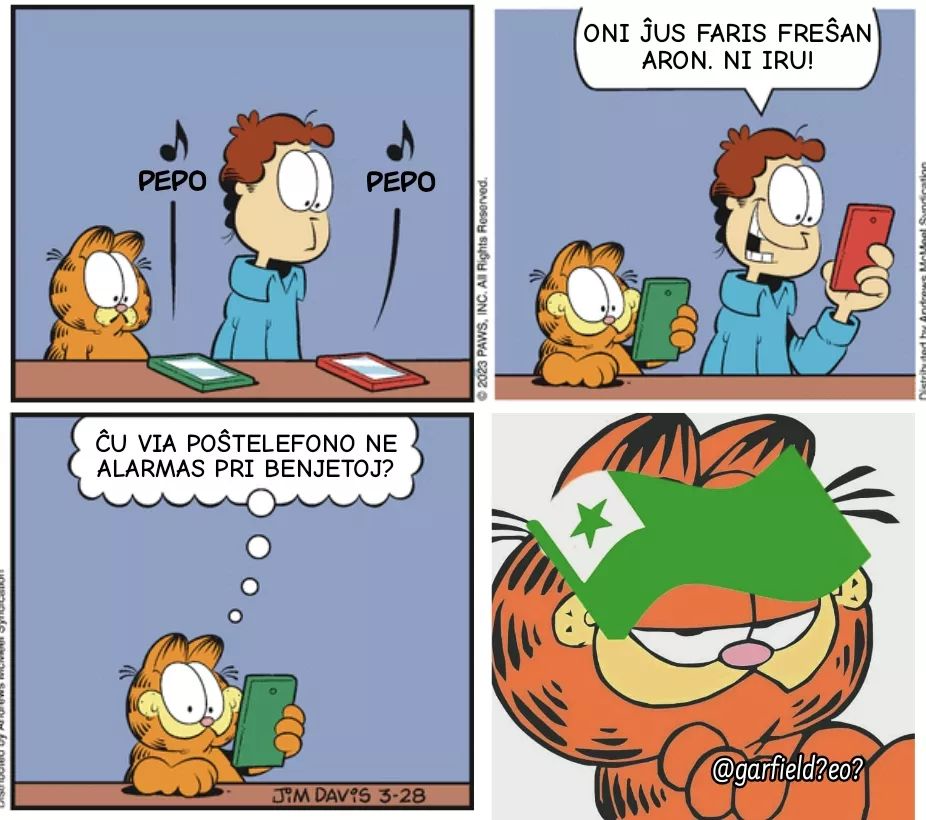 PEPO
PEPO
© 2023 PAWS, INC. All Rights Reserved.
ONI ĴUS FARIS FREŜAN
ARON. NI IRU!
Distributed by Andrews McMeel Syndication
ĈU VIA POŜTELEFONO NE
ALARMAS PRI BENJETOJ?
Distributed by Andrews McMeel Syndication
JIM DAVIS 3-28
@garfield?eo?